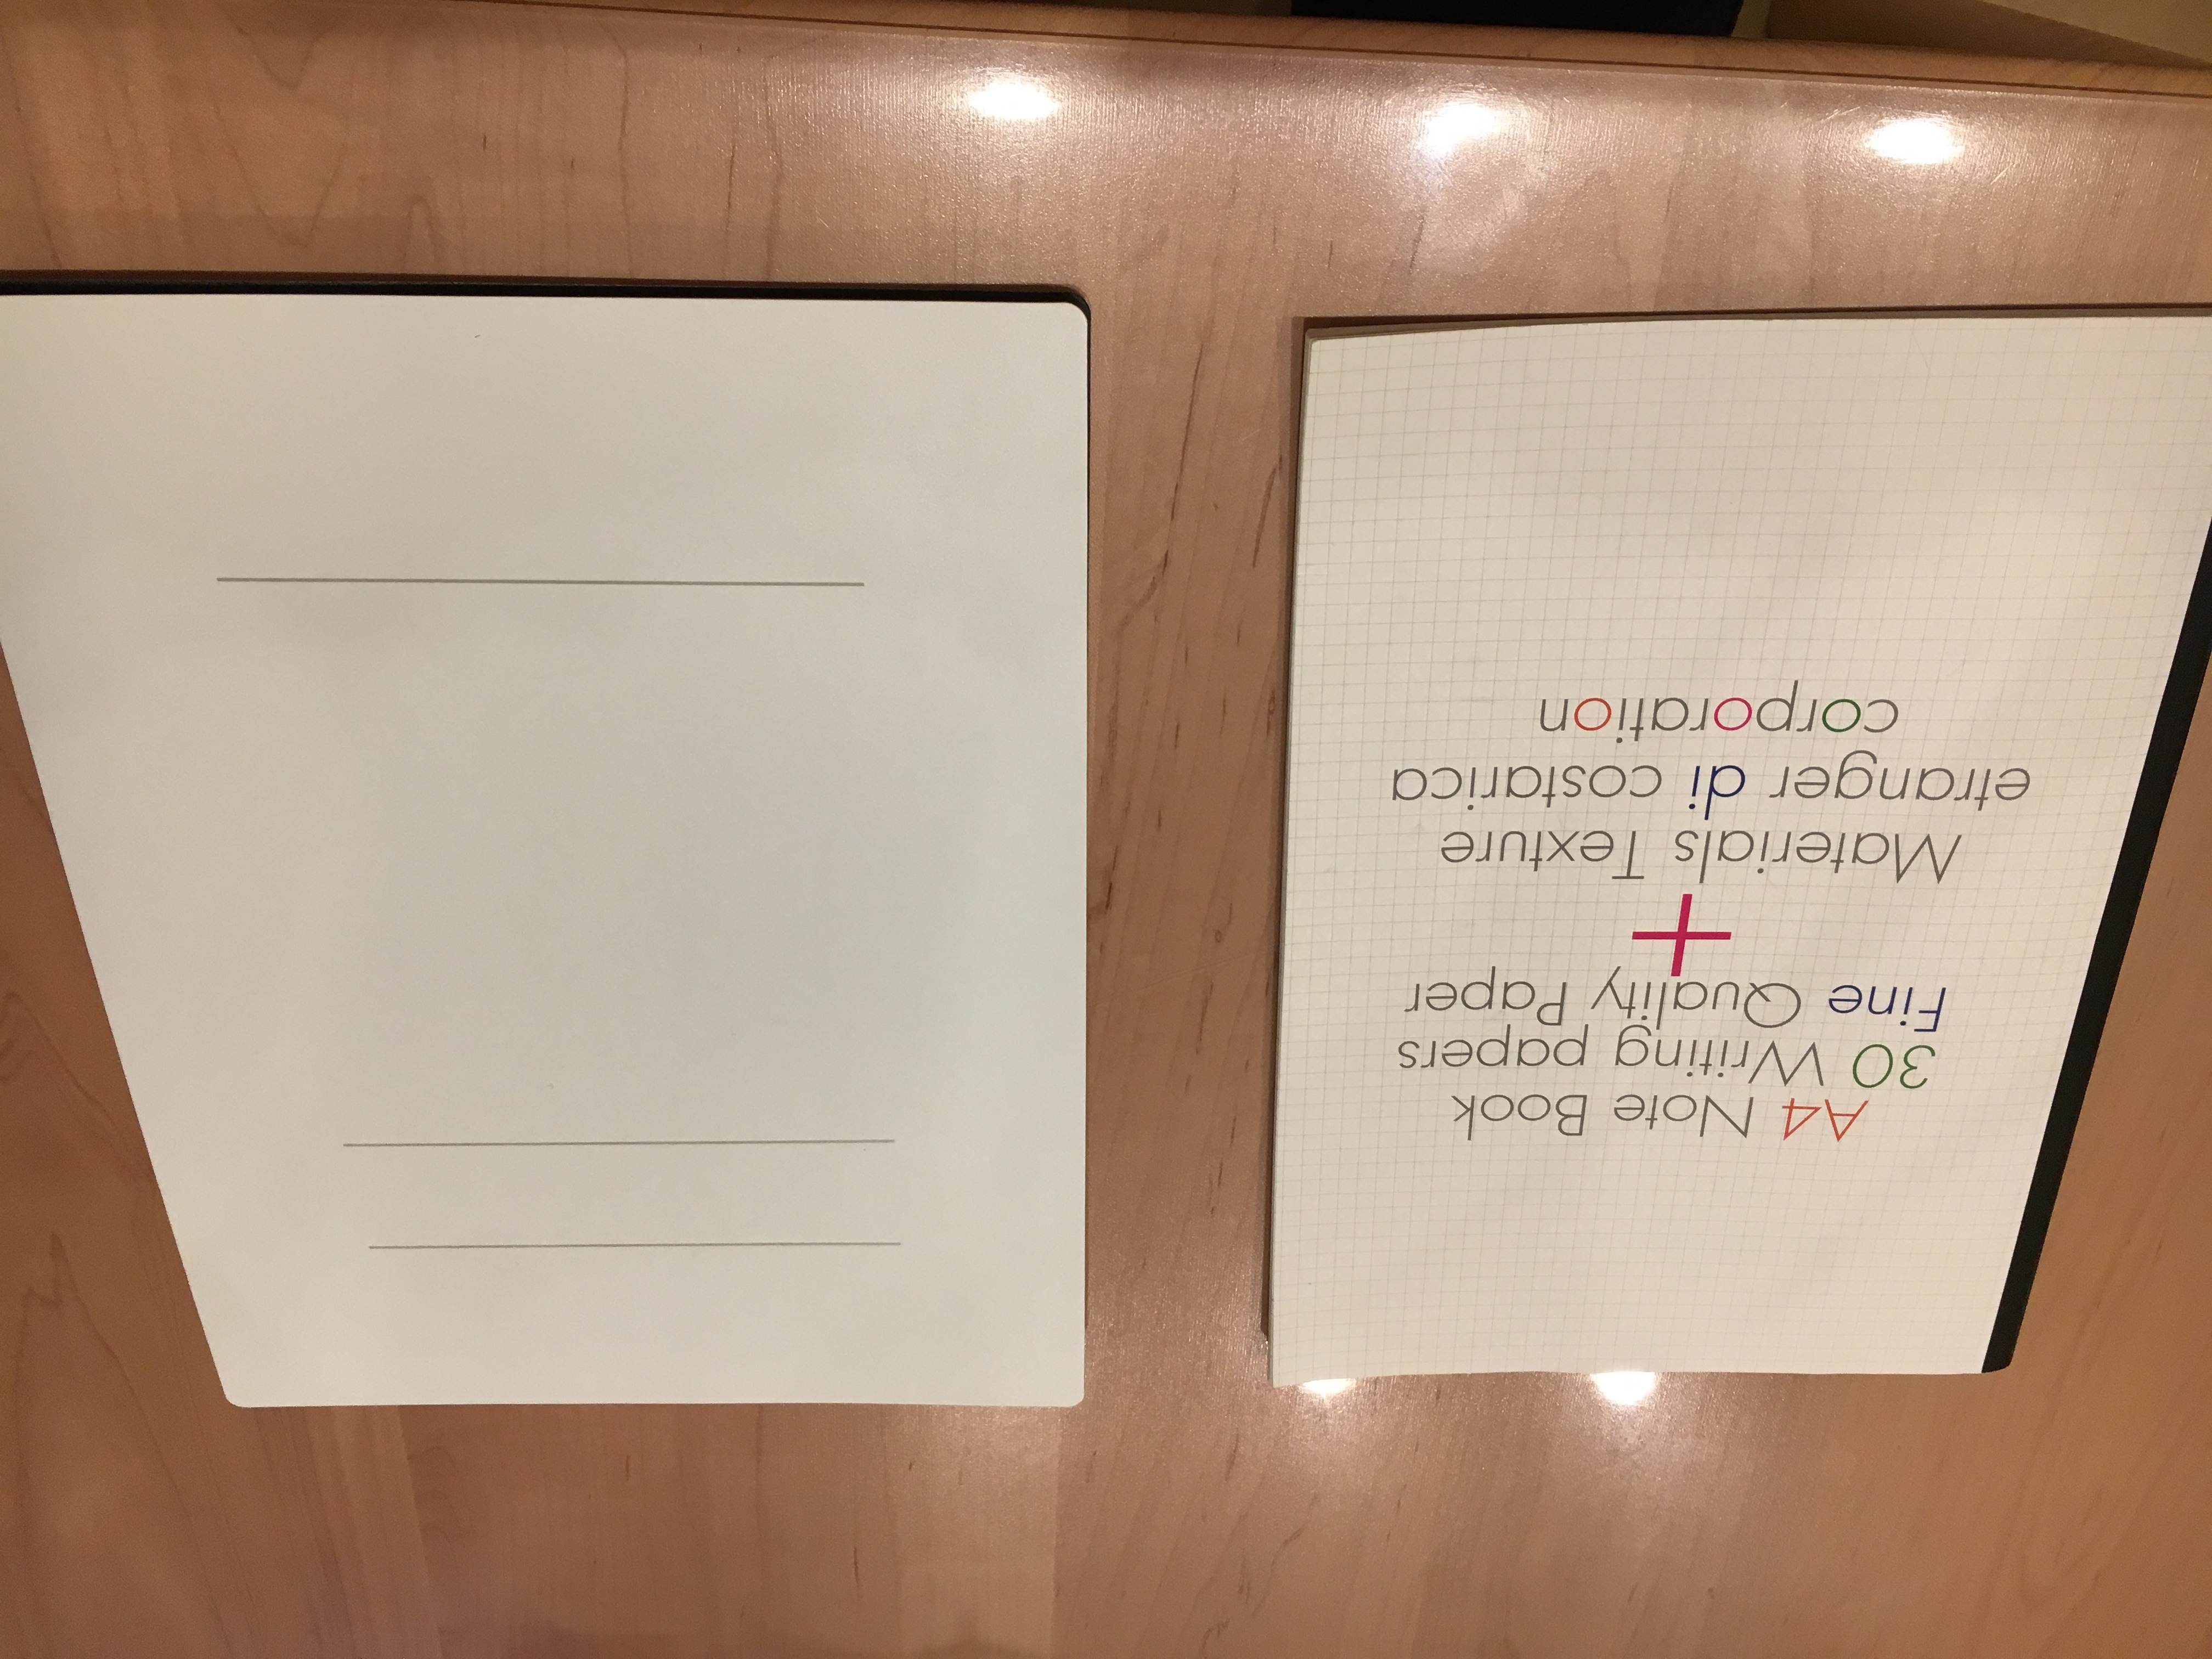 A4 Note Book
30 Writing papers
Fine Quality Paper
+
Materials Texture
etranger di costarica
corporation